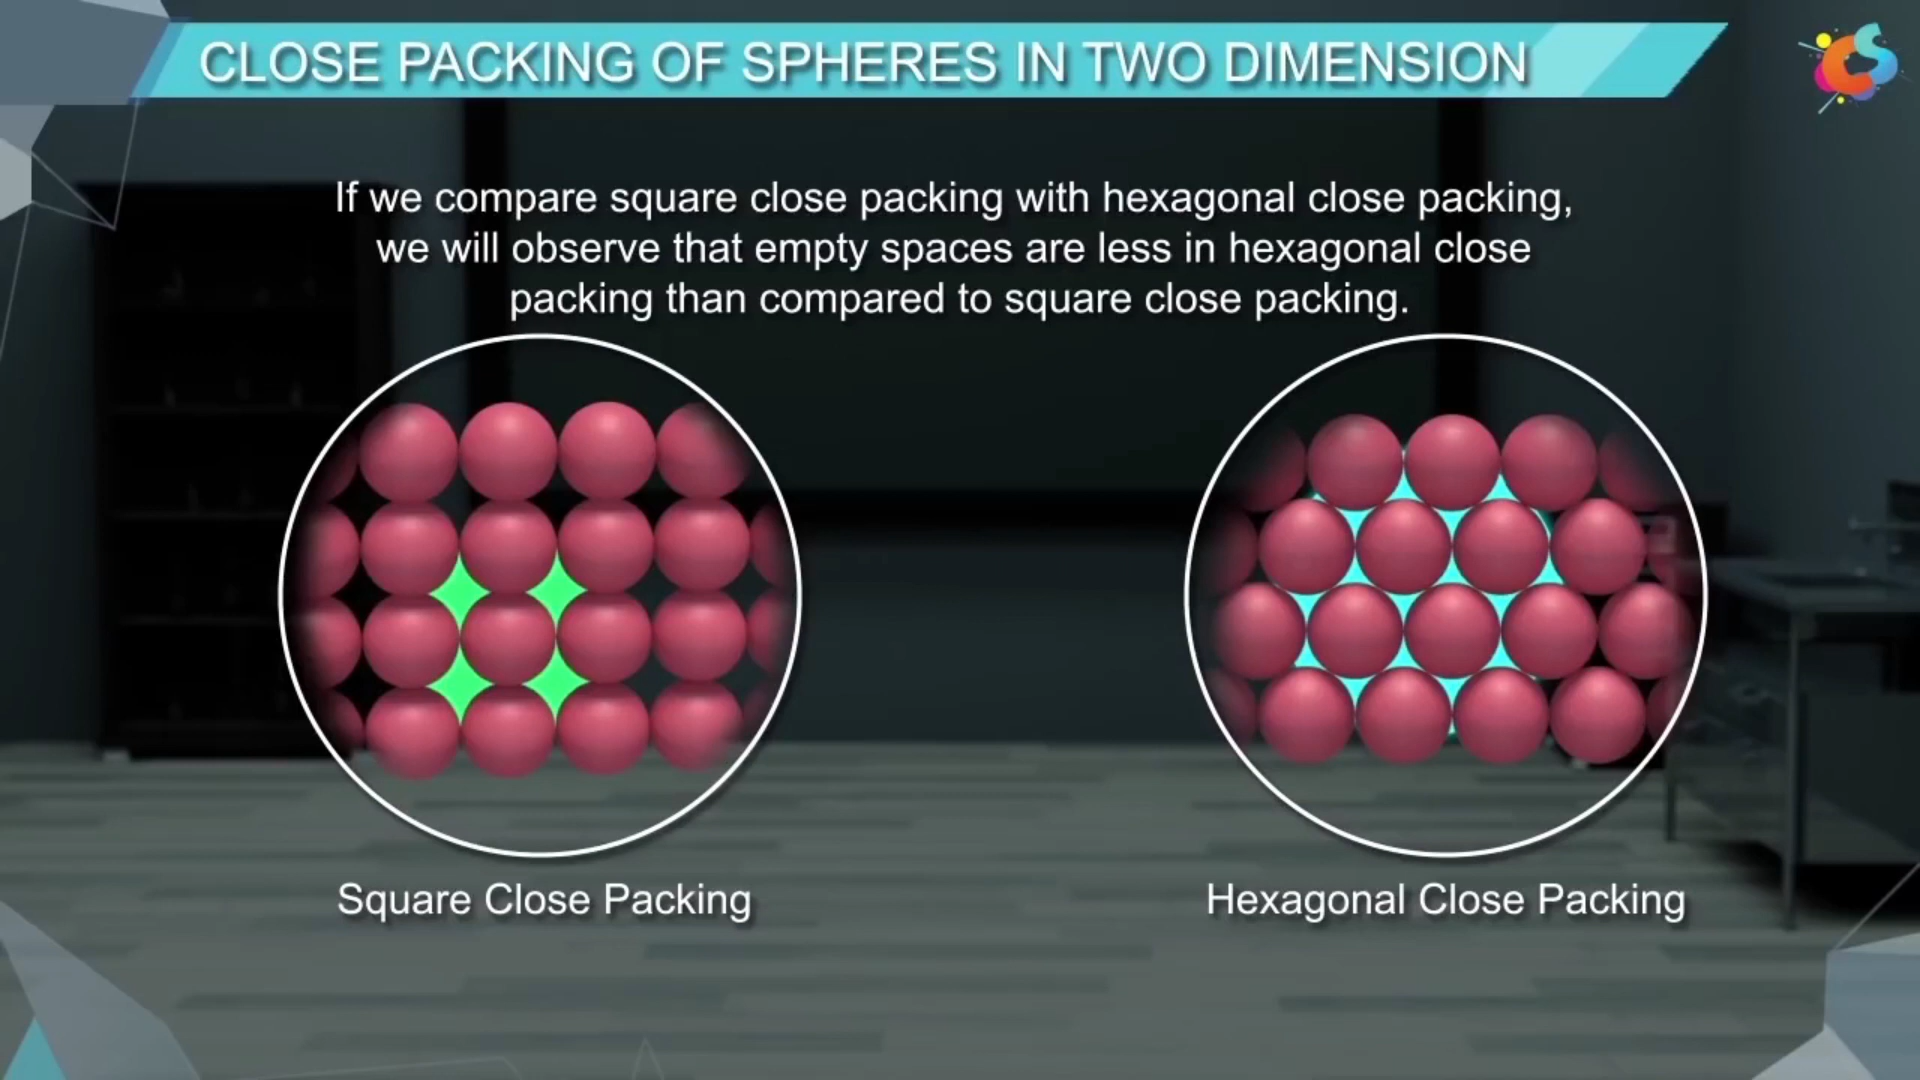 CLOSE PACKING OF SPHERES IN TWO DIMENSION
CS
If we compare square close packing with hexagonal close packing,
we will observe that empty spaces are less in hexagonal close
packing than compared to square close packing.
Square Close Packing
Hexagonal Close Packing